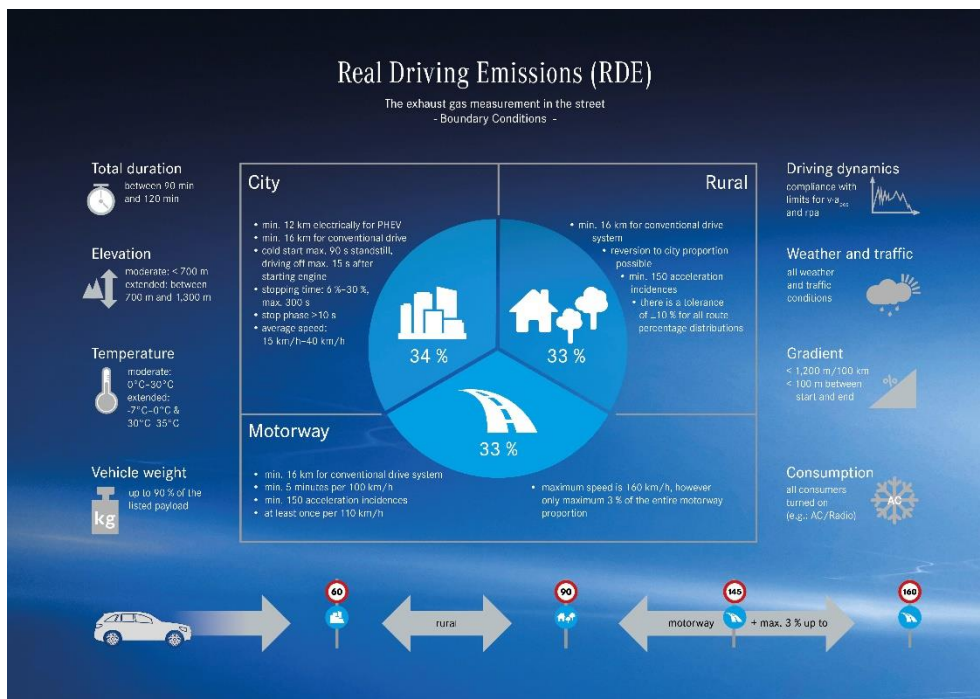 Real Driving Emissions (RDE)
The exhaust gas measurement in the street
- Boundary Conditions -
Total duration
between 90 min
and 120 min
Elevation
moderate: < 700 m
extended: between
700 m and 1,300 m
Temperature
moderate:
0°C–30°C
extended:
-7°C–0°C &
30°C 35°C
Vehicle weight
kg
up to 90 % of the
listed payload
City
• min. 12 km electrically for PHEV
• min. 16 km for conventional drive
• cold start max. 90 s standstill,
driving off max. 15 s after
starting engine
• stopping time: 6 %–30 %,
max. 300 s
• stop phase >10 s
• average speed:
15 km/h–40 km/h
34 %
Rural
• min. 16 km for conventional drive
system
• reversion to city proportion
possible
• min. 150 acceleration
incidences
• there is a tolerance
of 10 % for all route
percentage distributions
33 %
Motorway
33 %
• min. 16 km for conventional drive system
• min. 5 minutes per 100 km/h
• min. 150 acceleration incidences
• at least once per 110 km/h
• maximum speed is 160 km/h, however
only maximum 3 % of the entire motorway
proportion
Driving dynamics
compliance with
limits for
and rpa
Weather and traffic
all weather
and traffic
conditions
Gradient
< 1,200 m/100 km
< 100 m between
start and end
%
Consumption
all consumers
turned on
(e.g.: AC/Radio)
AC
60
rural
90
motorway
145
+ max. 3 % up to
160